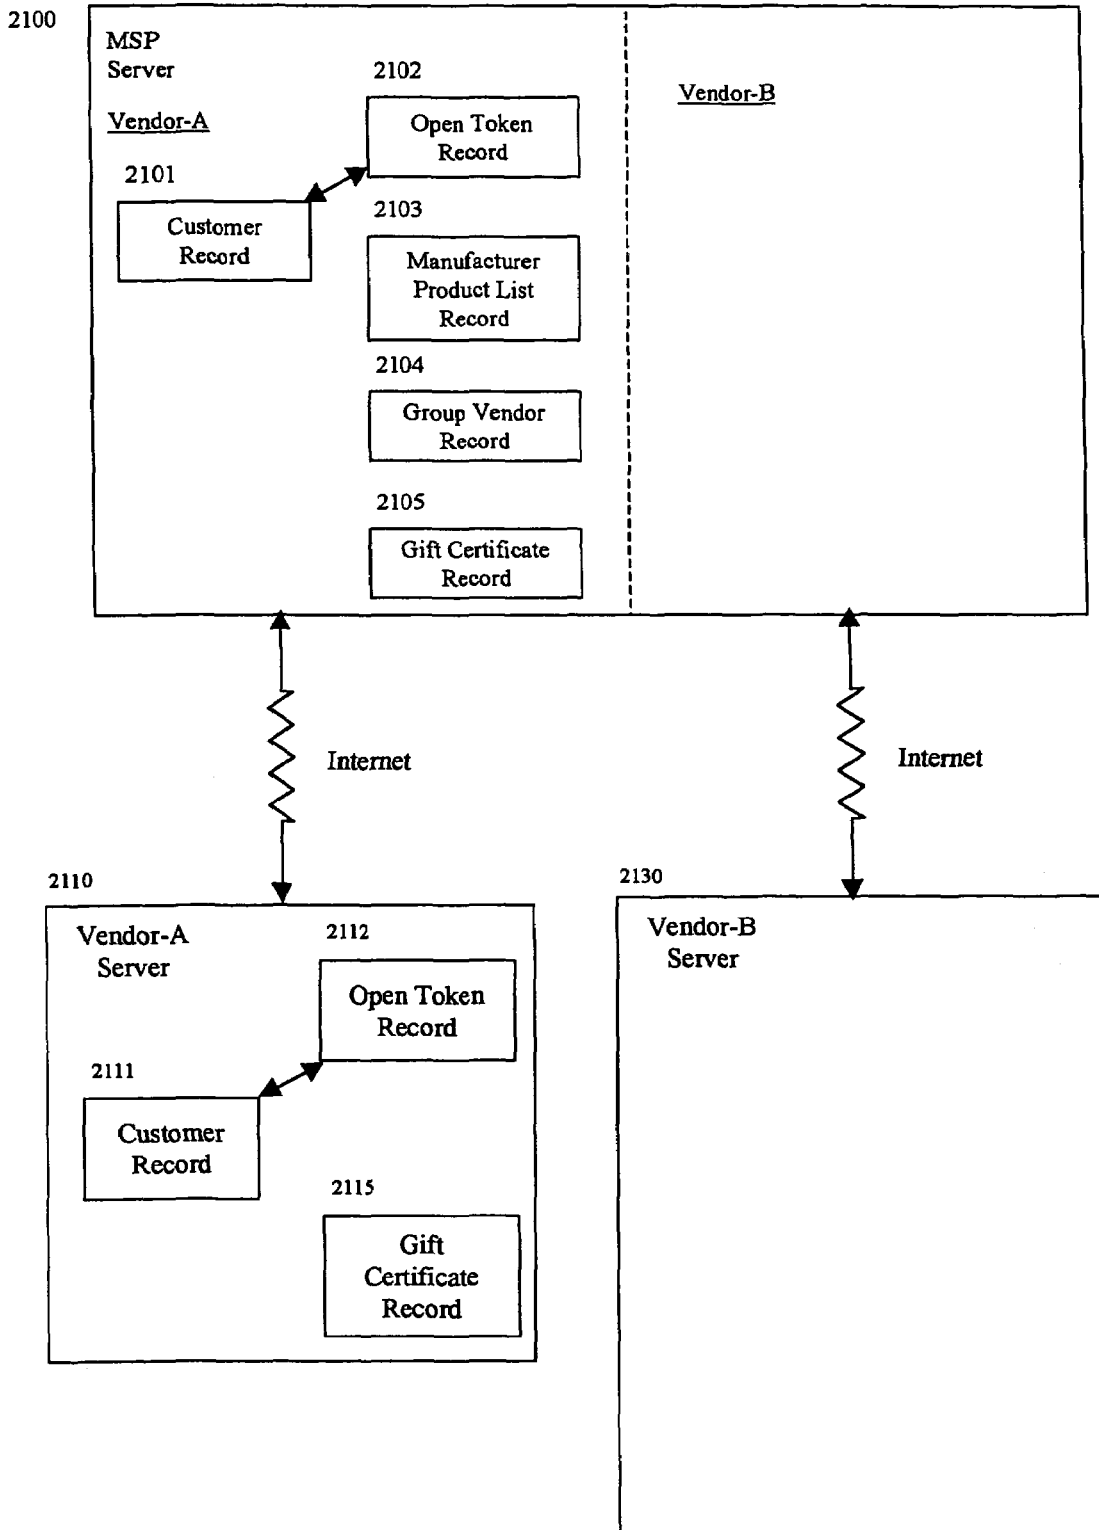 2100
MSP
Server
Vendor-A
2101
Customer
Record
2102
Open Token
Record
2103
Manufacturer
Product List
Record
2104
Group Vendor
Record
2105
Gift Certificate
Record
Vendor-B
Internet
Internet
2110
Vendor-A
Server
2112
Open Token
Record
2111
Customer
Record
2115
Gift
Certificate
Record
2130
Vendor-B
Server